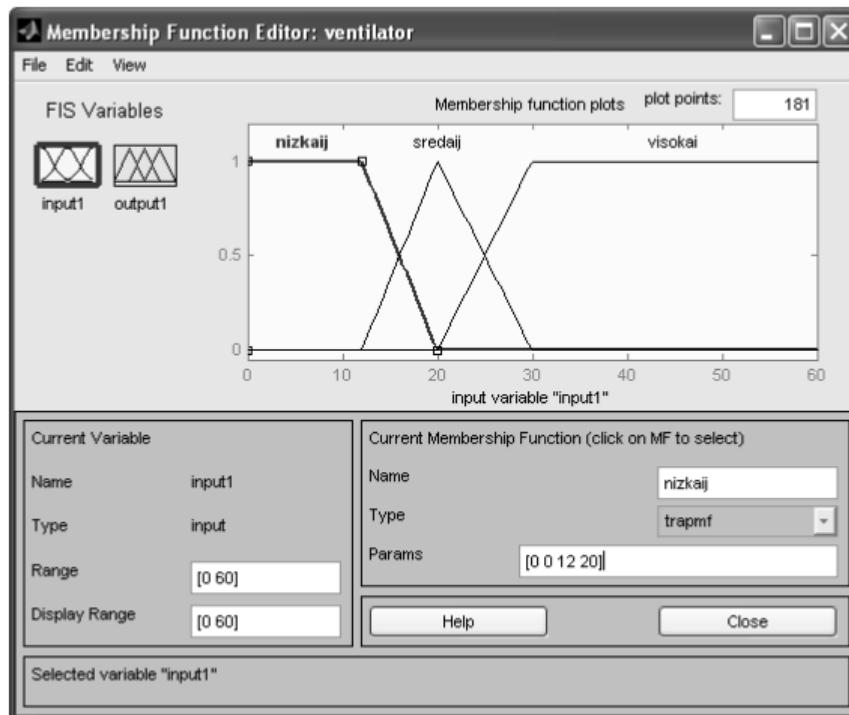 Membership Function Editor: ventilator
File Edit View
FIS Variables
input1 output1
Membership function plots plot points: 181
nizkaij sredaij visokai
1
0.5
0
0 10 20 30 40 50 60
input variable "input1"
Current Variable
Name input1
Type input
Range [0 60]
Display Range [0 60]
Current Membership Function (click on MF to select)
Name nizkaij
Type trapmf
Params [0 0 12 20]
Help Close
Selected variable "input1"